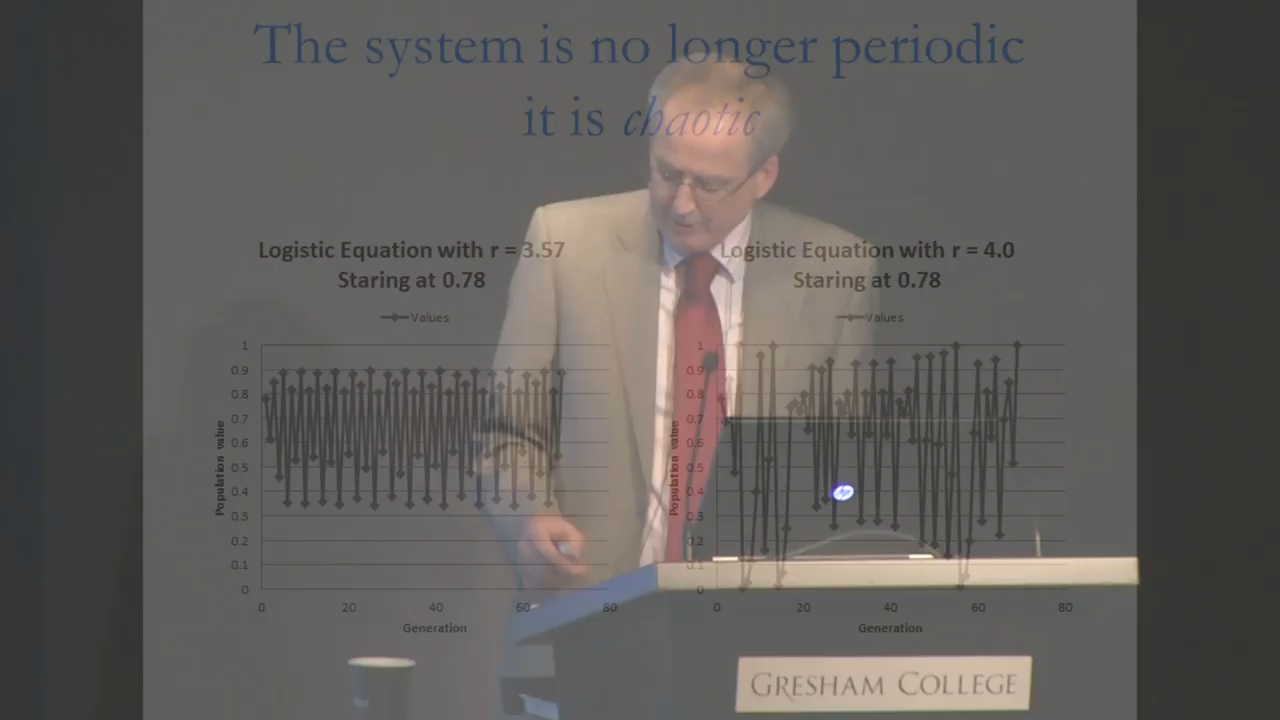 The system is no longer periodic
it is chaotic
Logistic Equation with r = 3.57
Staring at 0.78
Values
1
0.9
0.8
0.7
0.6
0.5
0.4
0.3
0.2
0.1
0
Population value
0
20
40
60
80
Generation
Logistic Equation with r = 4.0
Staring at 0.78
Values
1
0.9
0.8
0.7
0.6
0.5
0.4
0.3
0.2
0.1
0
Population value
0
20
40
60
80
Generation
GRESHAM COLLEGE